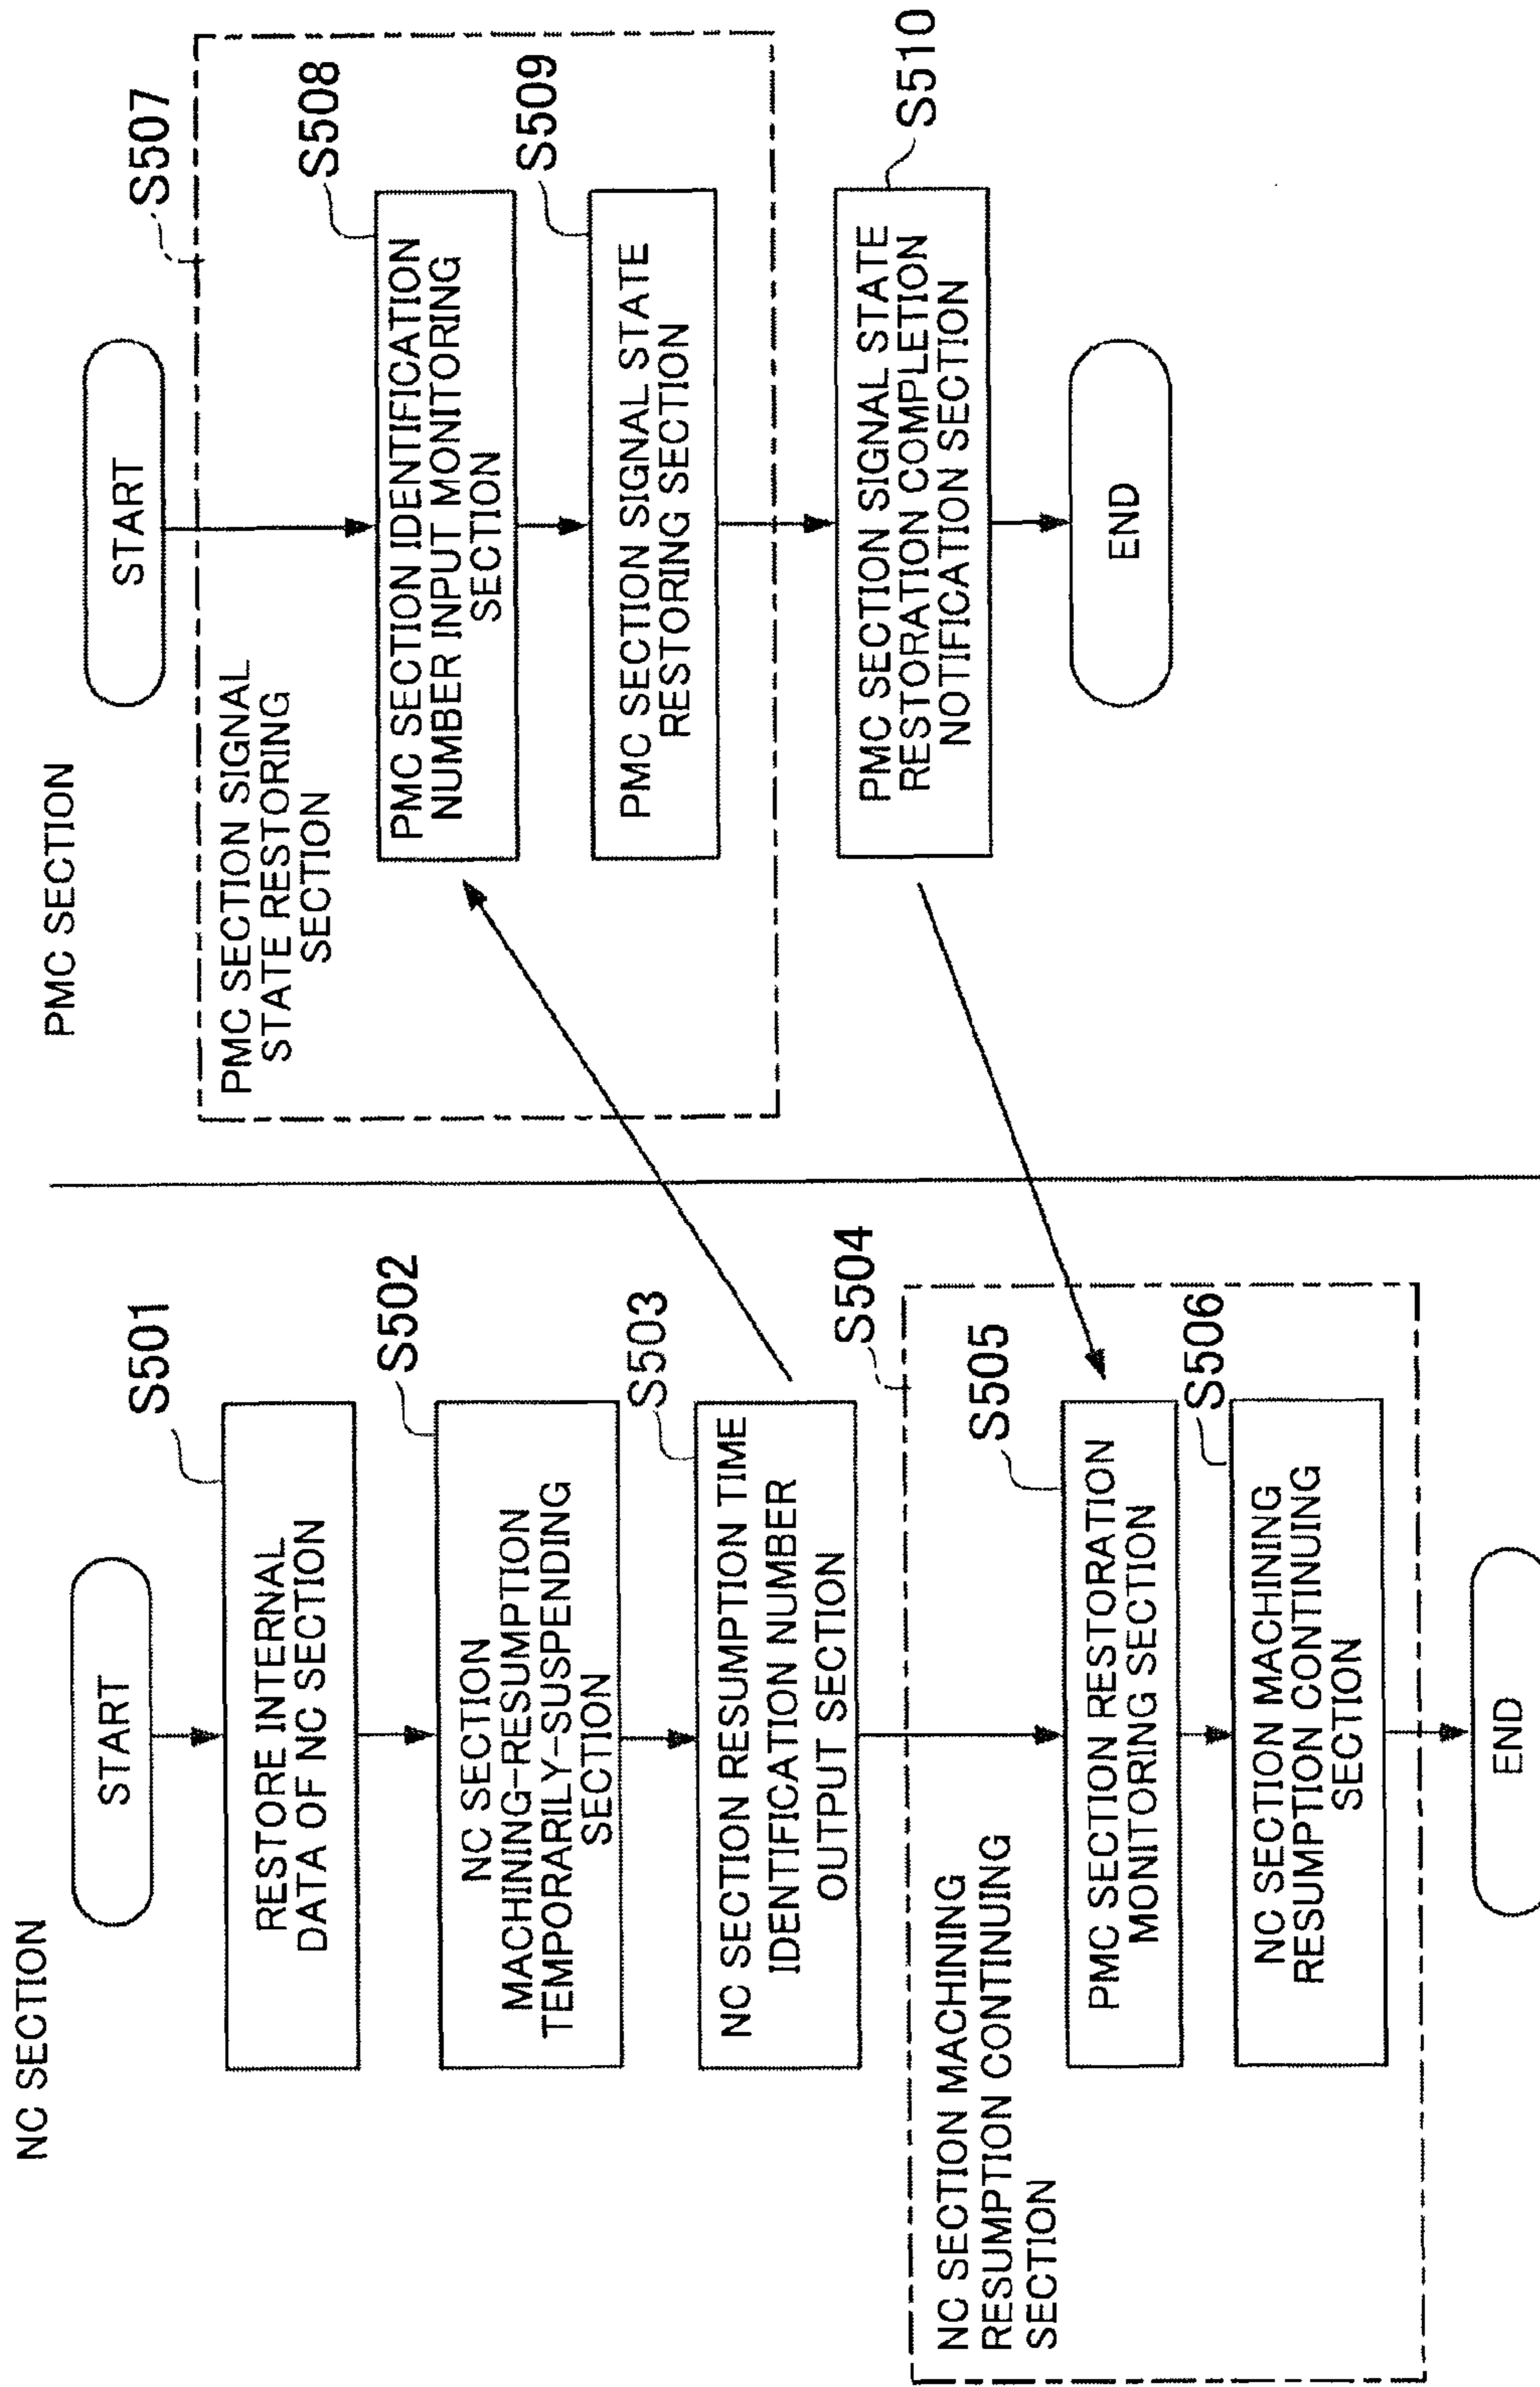 NC SECTION
START
S501
RESTORE INTERNAL
DATA OF NC SECTION
S502
NC SECTION
MACHINING-RESUMPTION
TEMPORARILY-SUSPENDING
SECTION
S503
NC SECTION RESUMPTION TIME
IDENTIFICATION NUMBER
OUTPUT SECTION
S504
NC SECTION MACHINING
RESUMPTION CONTINUING
SECTION
S505
PMC SECTION RESTORATION
MONITORING SECTION
S506
NC SECTION MACHINING
RESUMPTION CONTINUING
SECTION
END
PMC SECTION
START
S507
PMC SECTION SIGNAL
STATE RESTORING
SECTION
S508
PMC SECTION IDENTIFICATION
NUMBER INPUT MONITORING
SECTION
S509
PMC SECTION SIGNAL STATE
RESTORING SECTION
S510
PMC SECTION SIGNAL STATE
RESTORATION COMPLETION
NOTIFICATION SECTION
END